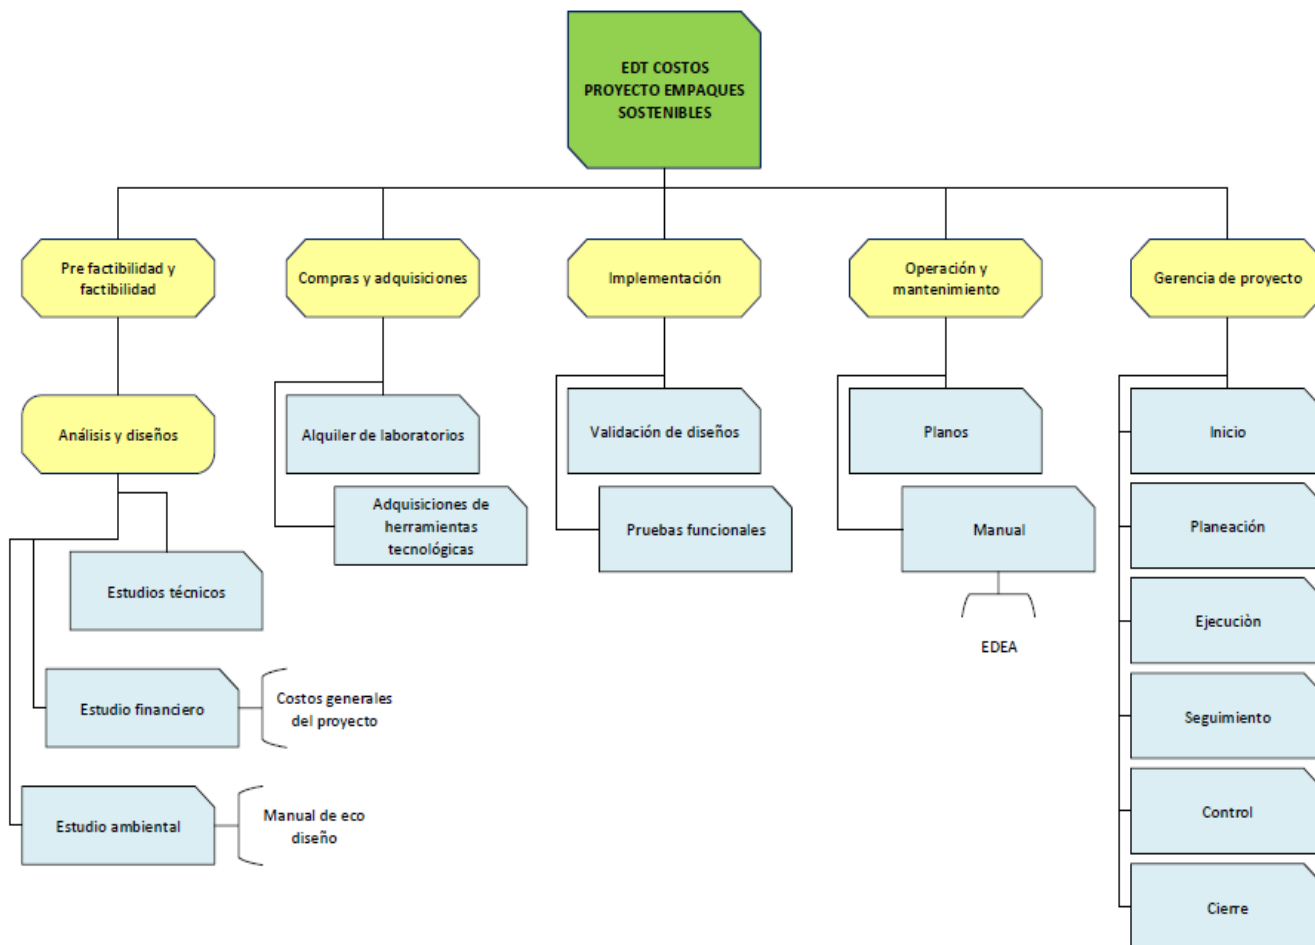 EDT COSTOS
PROYECTO EMPAQUES
SOSTENIBLES
Pre factibilidad y
factibilidad
Compras y adquisiciones
Implementación
Operación y
mantenimiento
Gerencia de proyecto
Análisis y diseños
Alquiler de laboratorios
Validación de diseños
Planos
Inicio
Adquisiciones de
herramientas
tecnológicas
Pruebas funcionales
Manual
Planeación
Estudios técnicos
EDEA
Ejecuciòn
Estudio financiero
Costos generales
del proyecto
Seguimiento
Estudio ambiental
Manual de eco
diseño
Control
Cierre